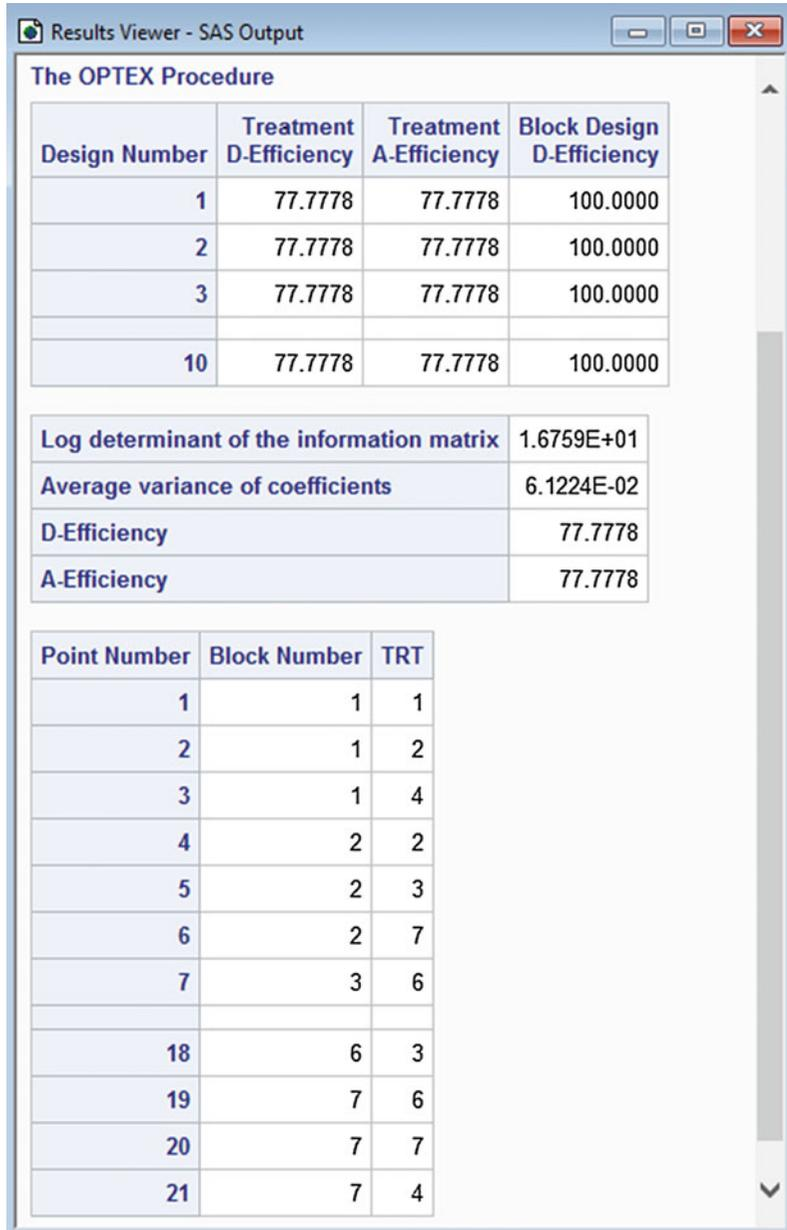 Results Viewer - SAS Output
The OPTEX Procedure
Design Number Treatment D-Efficiency Treatment A-Efficiency Block Design D-Efficiency
1 77.7778 77.7778 100.0000
2 77.7778 77.7778 100.0000
3 77.7778 77.7778 100.0000
10 77.7778 77.7778 100.0000
Log determinant of the information matrix 1.6759E+01
Average variance of coefficients 6.1224E-02
D-Efficiency 77.7778
A-Efficiency 77.7778
Point Number Block Number TRT
1 1 1
2 1 2
3 1 4
4 2 2
5 2 3
6 2 7
7 3 6
18 6 3
19 7 6
20 7 7
21 7 4